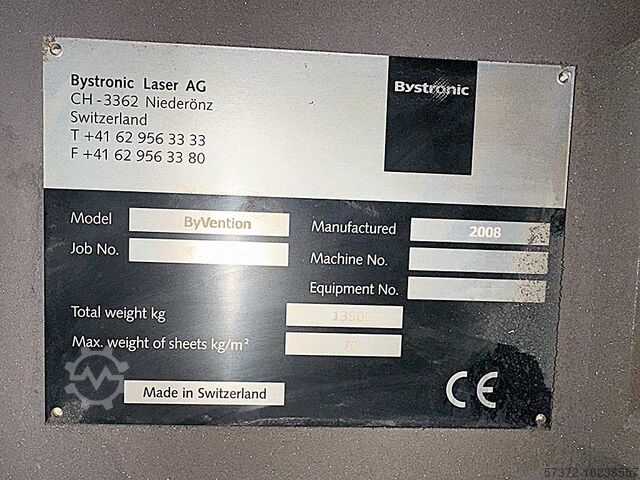 Bystronic Laser AG
CH-3362 Niederönz
Switzerland
T +41 62 956 33 33
F +41 62 956 33 80
Bystronic
Model ByVention
Job No.
Manufactured 2008
Machine No.
Equipment No.
Total weight kg 13500
Max. weight of sheets kg/m² 70
Made in Switzerland
CE
57372-10238557